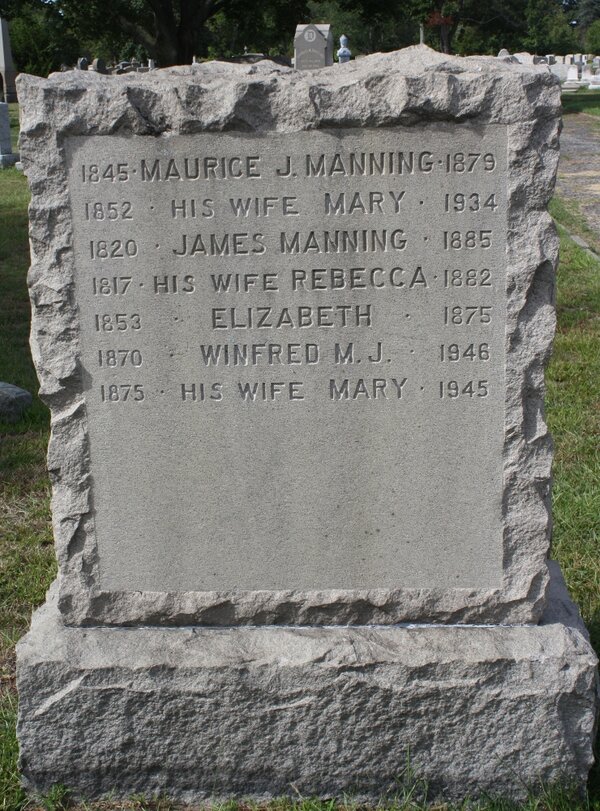 1845·MAURICE J. MANNING·1879
1852 · HIS WIFE MARY · 1934
1820 · JAMES MANNING · 1885
1817 · HIS WIFE REBECCA · 1882
1853 · ELIZABETH · 1875
1870 · WINFRED M. J. · 1946
1875 · HIS WIFE MARY · 1945